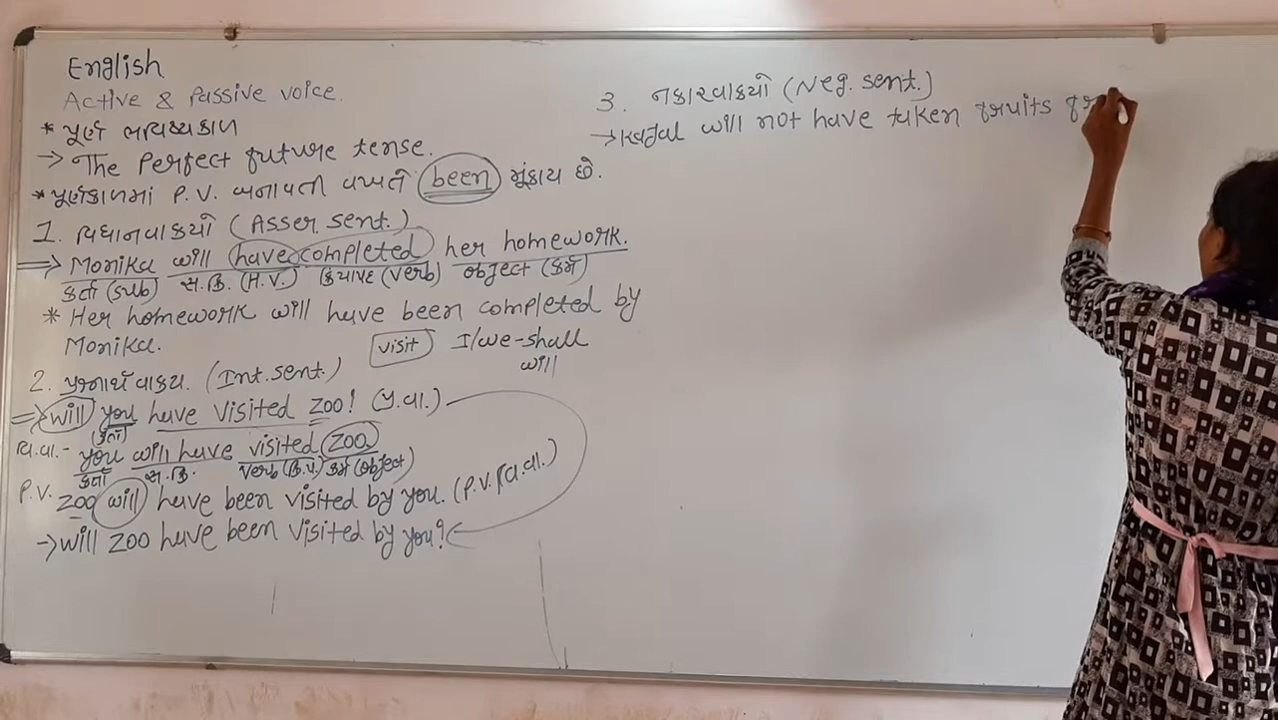 English
Active & Passive voice.
* પૂર્ણ ભવિષ્યકાળ
→ The Perfect future tense.
* પૂર્ણકાળમાં P.V. બનાવતી વખતે been મૂકાય છે.
1. વિધાનવાક્યો (Asser sent.)
⇒ Monika will have completed her homework.
કર્તા (sub) સ.ક્રિ. (H.V.) ક્રિયાપદ (verb) object (કર્મ)
* Her homework will have been completed by
Monika.
visit I/we-shall
will
2. પ્રશ્નાર્થ વાક્ય. (Int. sent.)
⇒ will you have visited zoo! (પ્ર.વા.)
(કર્તા)
વિ.વા.- you will have visited zoo.
કર્તા સ.ક્રિ. verb (ક્રિ.પ.) કર્મ (object)
P.V. zoo will have been visited by you. (P.V.)(વિ.વા.)
→ will zoo have been visited by you?
3. નકારવાક્યો (Neg. sent.)
→ Kajal will not have taken fruits fr